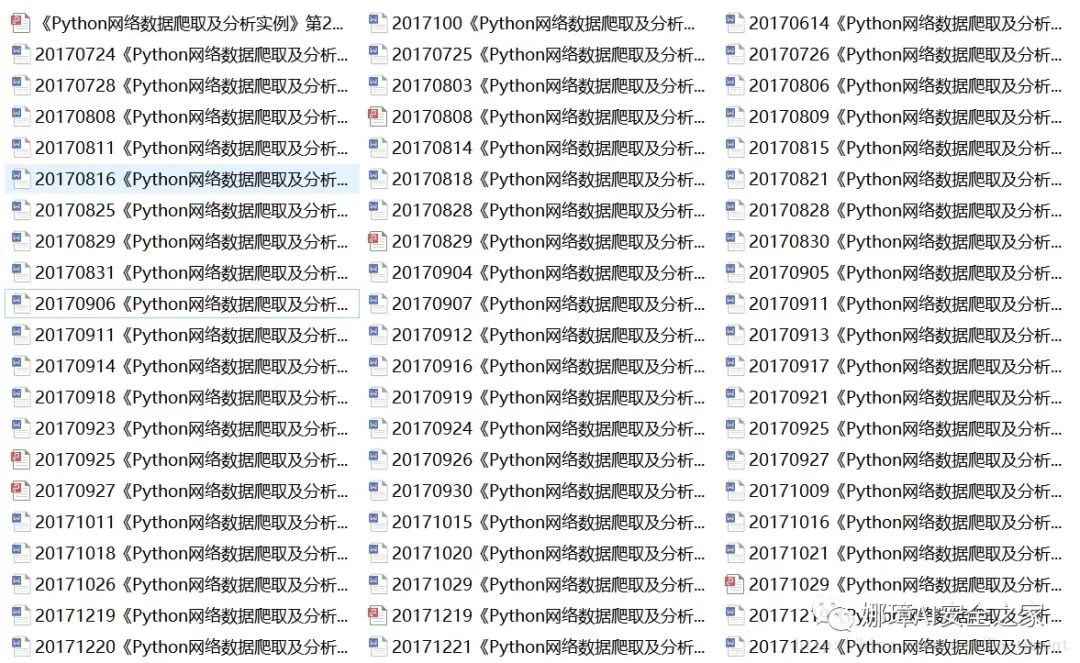 《Python网络数据爬取及分析实例》第2... 2017100《Python网络数据爬取及分析... 20170614《Python网络数据爬取及分析...
20170724《Python网络数据爬取及分析... 20170725《Python网络数据爬取及分析... 20170726《Python网络数据爬取及分析...
20170728《Python网络数据爬取及分析... 20170803《Python网络数据爬取及分析... 20170806《Python网络数据爬取及分析...
20170808《Python网络数据爬取及分析... 20170808《Python网络数据爬取及分析... 20170809《Python网络数据爬取及分析...
20170811《Python网络数据爬取及分析... 20170814《Python网络数据爬取及分析... 20170815《Python网络数据爬取及分析...
20170816《Python网络数据爬取及分析... 20170818《Python网络数据爬取及分析... 20170821《Python网络数据爬取及分析...
20170825《Python网络数据爬取及分析... 20170828《Python网络数据爬取及分析... 20170828《Python网络数据爬取及分析...
20170829《Python网络数据爬取及分析... 20170829《Python网络数据爬取及分析... 20170830《Python网络数据爬取及分析...
20170831《Python网络数据爬取及分析... 20170904《Python网络数据爬取及分析... 20170905《Python网络数据爬取及分析...
20170906《Python网络数据爬取及分析... 20170907《Python网络数据爬取及分析... 20170911《Python网络数据爬取及分析...
20170911《Python网络数据爬取及分析... 20170912《Python网络数据爬取及分析... 20170913《Python网络数据爬取及分析...
20170914《Python网络数据爬取及分析... 20170916《Python网络数据爬取及分析... 20170917《Python网络数据爬取及分析...
20170918《Python网络数据爬取及分析... 20170919《Python网络数据爬取及分析... 20170921《Python网络数据爬取及分析...
20170923《Python网络数据爬取及分析... 20170924《Python网络数据爬取及分析... 20170925《Python网络数据爬取及分析...
20170925《Python网络数据爬取及分析... 20170926《Python网络数据爬取及分析... 20170927《Python网络数据爬取及分析...
20170927《Python网络数据爬取及分析... 20170930《Python网络数据爬取及分析... 20171009《Python网络数据爬取及分析...
20171011《Python网络数据爬取及分析... 20171015《Python网络数据爬取及分析... 20171016《Python网络数据爬取及分析...
20171018《Python网络数据爬取及分析... 20171020《Python网络数据爬取及分析... 20171021《Python网络数据爬取及分析...
20171026《Python网络数据爬取及分析... 20171029《Python网络数据爬取及分析... 20171029《Python网络数据爬取及分析...
20171219《Python网络数据爬取及分析... 20171219《Python网络数据爬取及分析... 娜璋AI安全之家
20171220《Python网络数据爬取及分析... 20171221《Python网络数据爬取及分析... 20171224《Python网络数据爬取及分析...